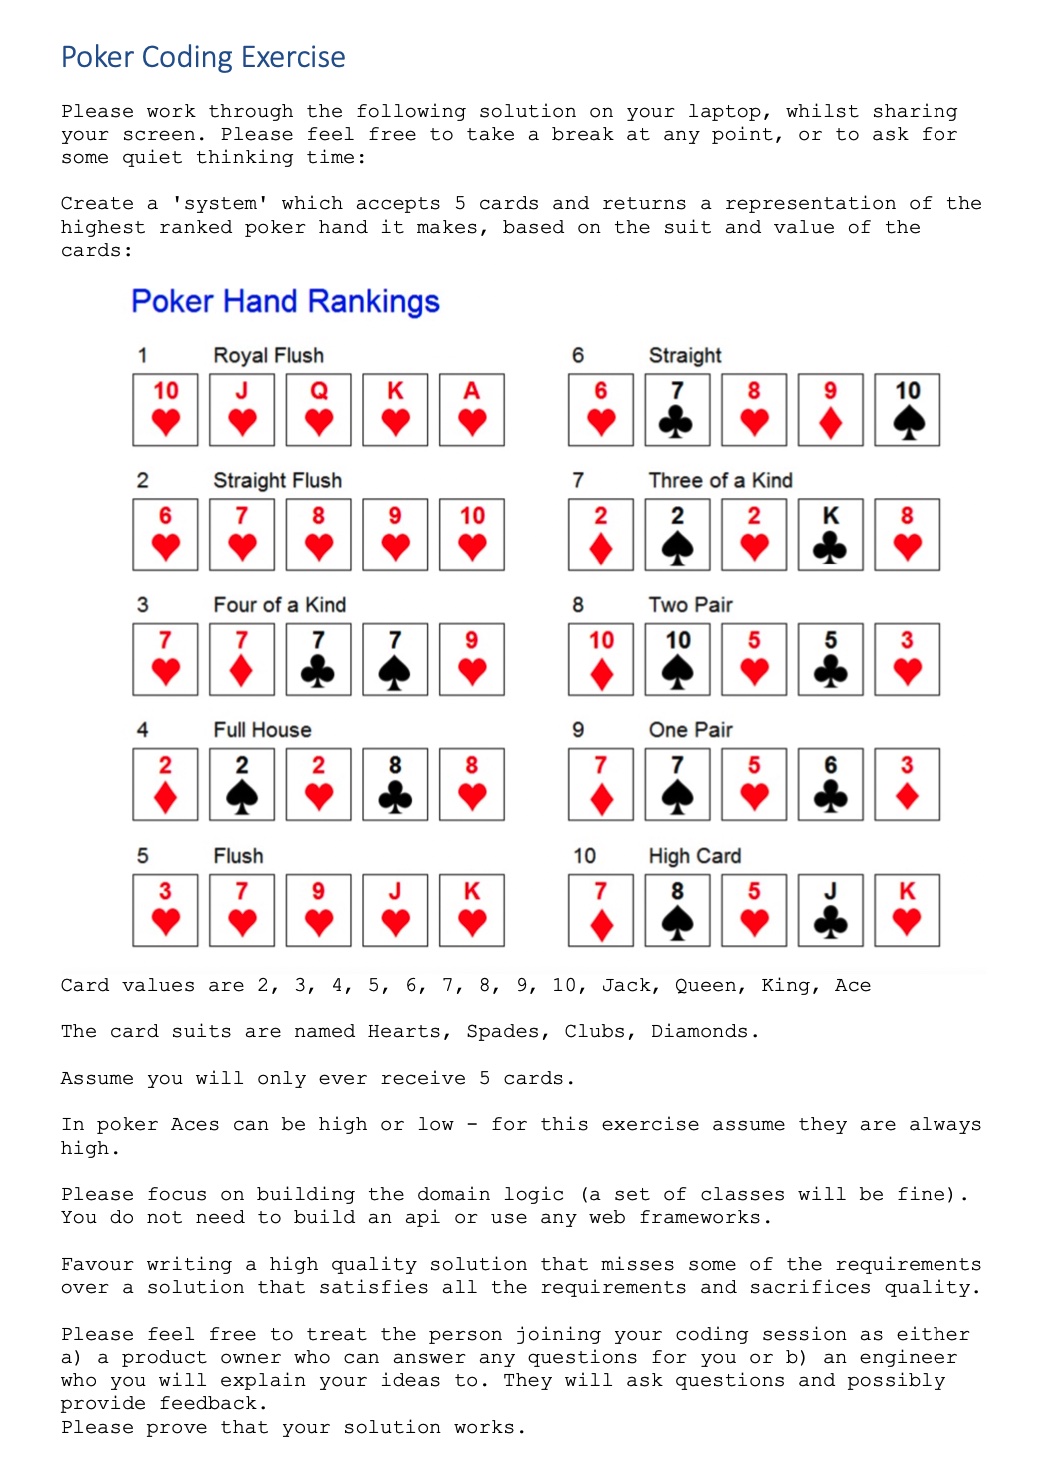 Poker Coding Exercise
Please work through the following solution on your laptop, whilst sharing
your screen. Please feel free to take a break at any point, or to ask for
some quiet thinking time:
Create a 'system' which accepts 5 cards and returns a representation of the
highest ranked poker hand it makes, based on the suit and value of the
cards:
Poker Hand Rankings
1 Royal Flush
10 J Q K A
2 Straight Flush
6 7 8 9 10
3 Four of a Kind
7 7 7 7 9
4 Full House
2 2 2 8 8
5 Flush
3 7 9 J K
6 Straight
6 7 8 9 10
7 Three of a Kind
2 2 2 K 8
8 Two Pair
10 10 5 5 3
9 One Pair
7 7 5 6 3
10 High Card
7 8 5 J K
Card values are 2, 3, 4, 5, 6, 7, 8, 9, 10, Jack, Queen, King, Ace
The card suits are named Hearts, Spades, Clubs, Diamonds.
Assume you will only ever receive 5 cards.
In poker Aces can be high or low - for this exercise assume they are always
high.
Please focus on building the domain logic (a set of classes will be fine).
You do not need to build an api or use any web frameworks.
Favour writing a high quality solution that misses some of the requirements
over a solution that satisfies all the requirements and sacrifices quality.
Please feel free to treat the person joining your coding session as either
a) a product owner who can answer any questions for you or b) an engineer
who you will explain your ideas to. They will ask questions and possibly
provide feedback.
Please prove that your solution works.